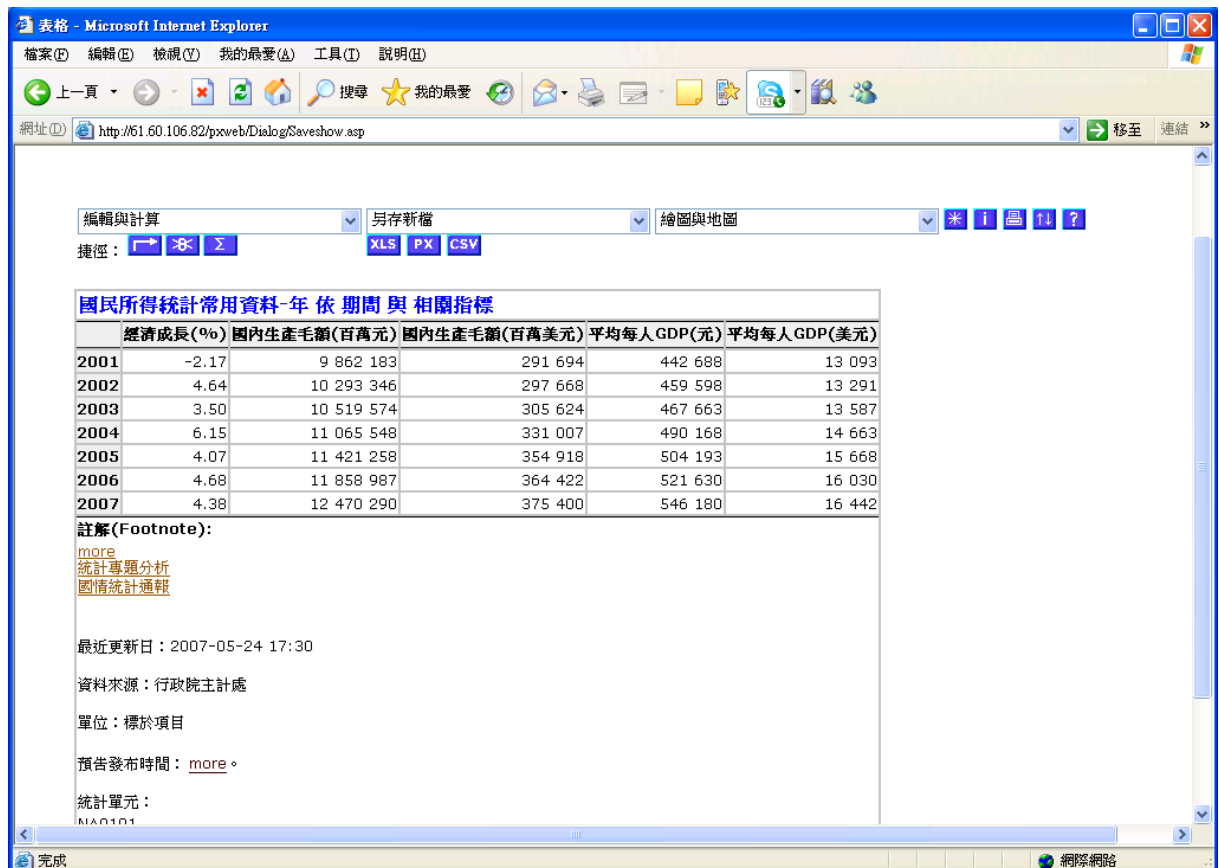 表格 - Microsoft Internet Explorer
檔案(F) 編輯(E) 檢視(V) 我的最愛(A) 工具(T) 說明(H)
上一頁 搜尋 我的最愛
網址(D) http://61.60.106.82/pxweb/Dialog/Saveshow.asp 移至 連結 »
編輯與計算 另存新檔 繪圖與地圖 i ?
捷徑： Σ XLS PX CSV
國民所得統計常用資料-年 依 期間 與 相關指標
經濟成長(%) 國內生產毛額(百萬元) 國內生產毛額(百萬美元) 平均每人GDP(元) 平均每人GDP(美元)
2001 -2.17 9 862 183 291 694 442 688 13 093
2002 4.64 10 293 346 297 668 459 598 13 291
2003 3.50 10 519 574 305 624 467 663 13 587
2004 6.15 11 065 548 331 007 490 168 14 663
2005 4.07 11 421 258 354 918 504 193 15 668
2006 4.68 11 858 987 364 422 521 630 16 030
2007 4.38 12 470 290 375 400 546 180 16 442
註解(Footnote):
more
統計專題分析
國情統計通報
最近更新日：2007-05-24 17:30
資料來源：行政院主計處
單位：標於項目
預告發布時間： more。
統計單元：
NA0101
完成 網際網路